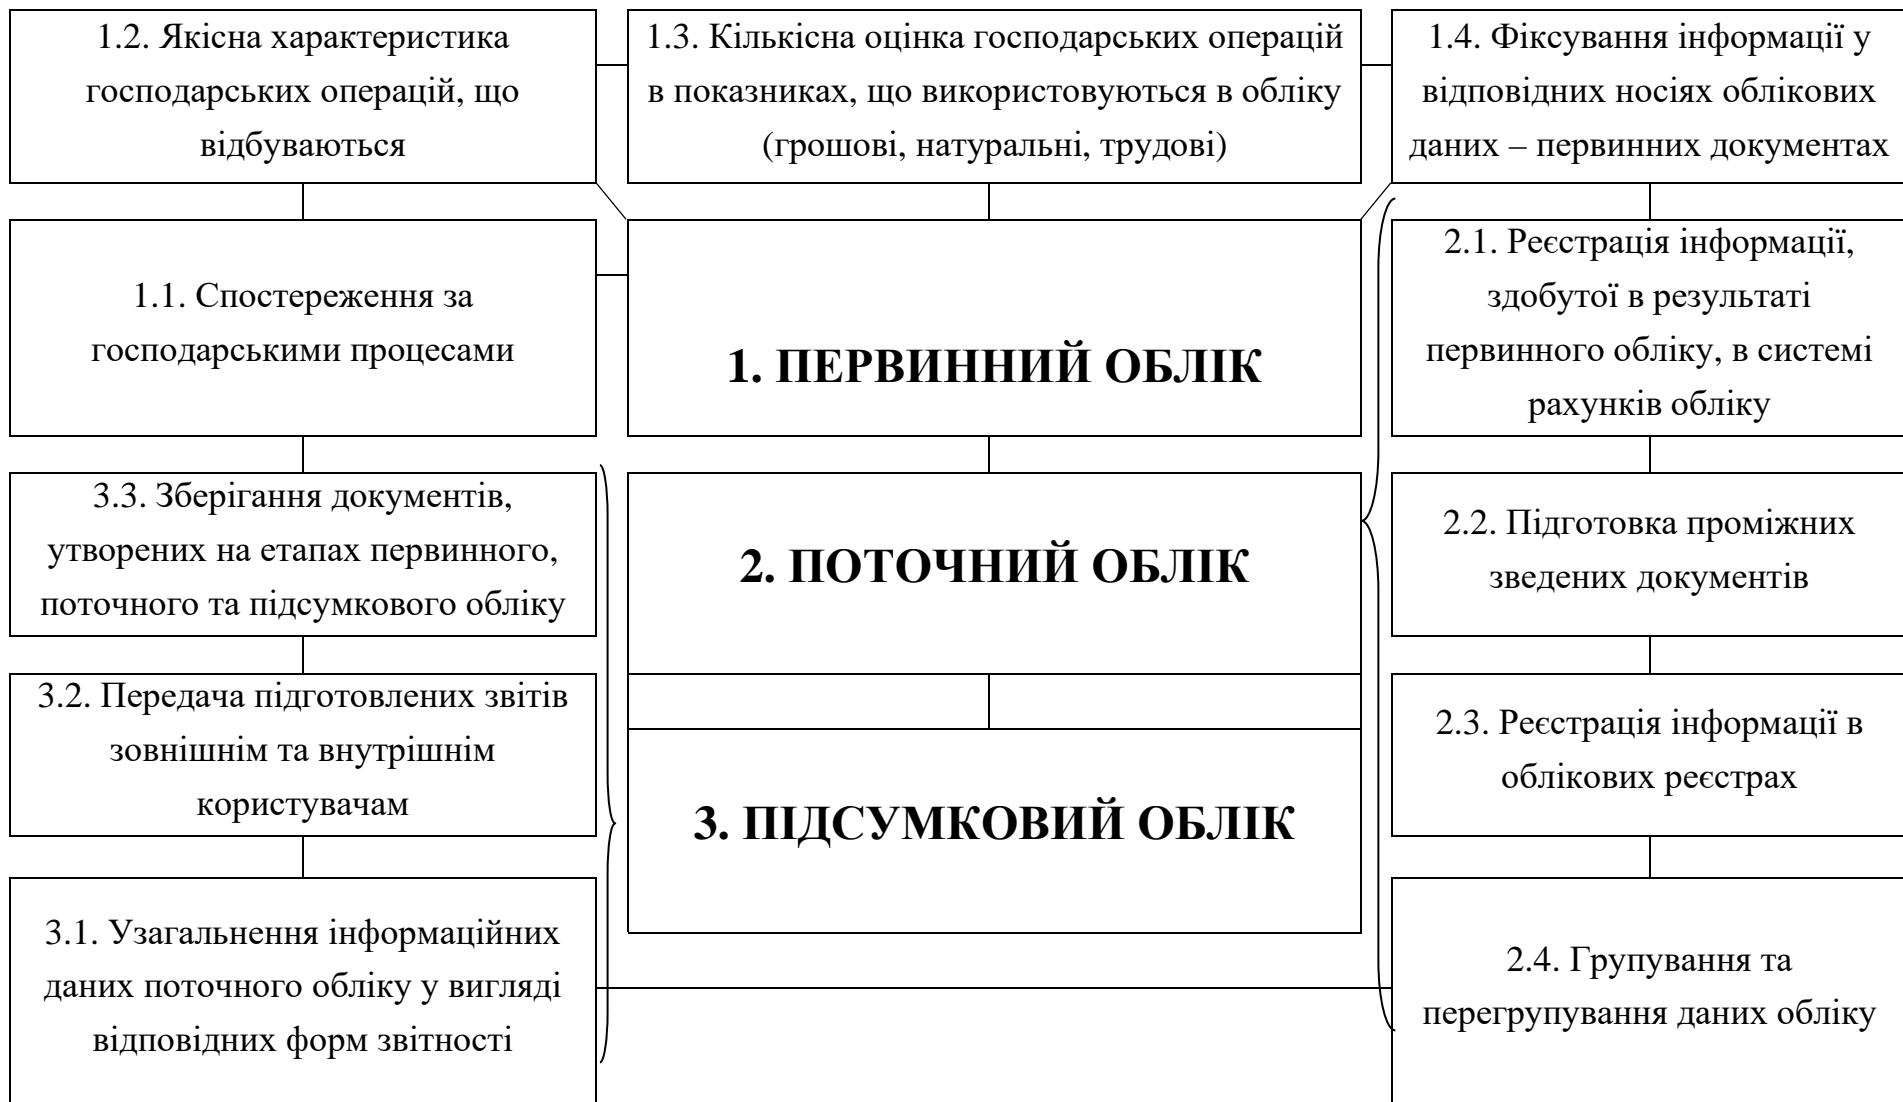 1.2. Якісна характеристика
господарських операцій, що
відбуваються
1.3. Кількісна оцінка господарських операцій
в показниках, що використовуються в обліку
(грошові, натуральні, трудові)
1.4. Фіксування інформації у
відповідних носіях облікових
даних – первинних документах
1.1. Спостереження за
господарськими процесами
1. ПЕРВИННИЙ ОБЛІК
2.1. Реєстрація інформації,
здобутої в результаті
первинного обліку, в системі
рахунків обліку
3.3. Зберігання документів,
утворених на етапах первинного,
поточного та підсумкового обліку
2. ПОТОЧНИЙ ОБЛІК
2.2. Підготовка проміжних
зведених документів
3.2. Передача підготовлених звітів
зовнішнім та внутрішнім
користувачам
3. ПІДСУМКОВИЙ ОБЛІК
2.3. Реєстрація інформації в
облікових реєстрах
3.1. Узагальнення інформаційних
даних поточного обліку у вигляді
відповідних форм звітності
2.4. Групування та
перегрупування даних обліку